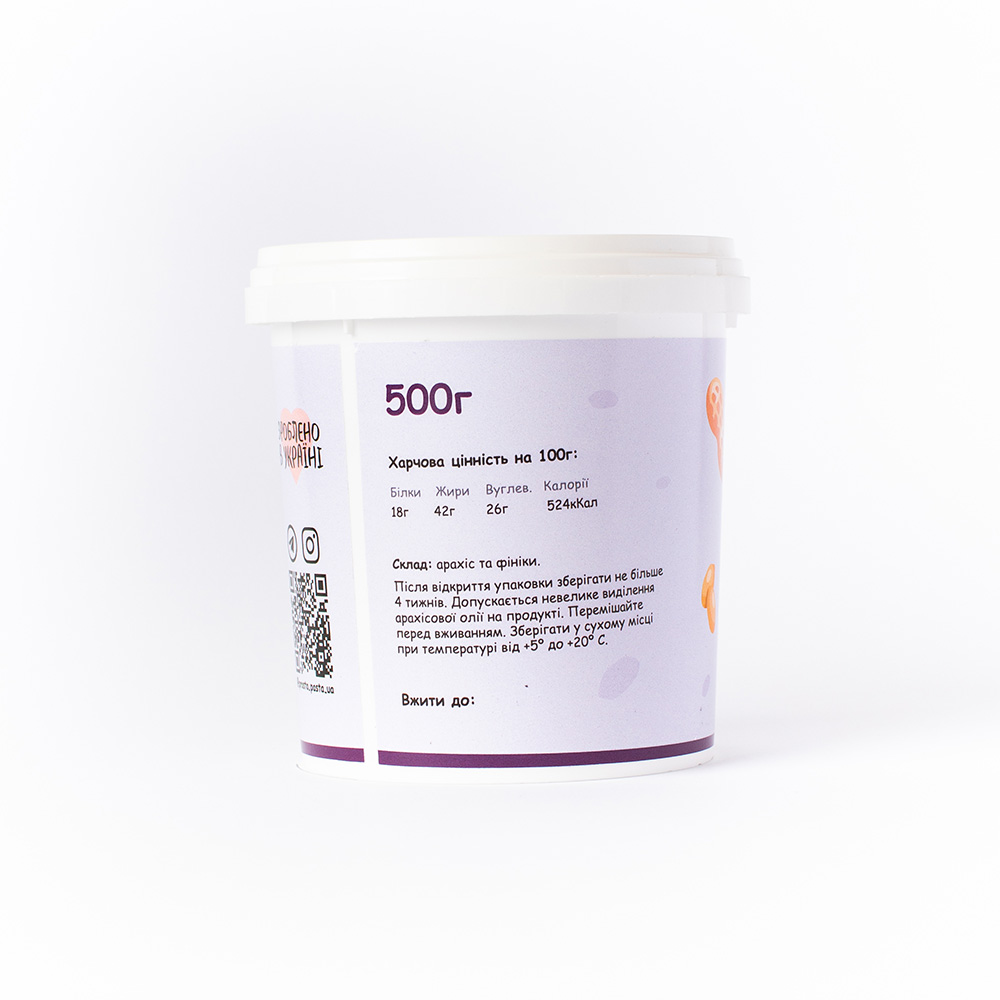 500г
Харчова цінність на 100г:
Білки Жири Вуглев. Калорії
18г 42г 26г 524кКал
Склад: арахіс та фініки.
Після відкриття упаковки зберігати не більше
4 тижнів. Допускається невелике виділення
арахісової олії на продукті. Перемішайте
перед вживанням. Зберігати у сухому місці
при температурі від +5° до +20° С.
Вжити до:
В УКРАЇНІ